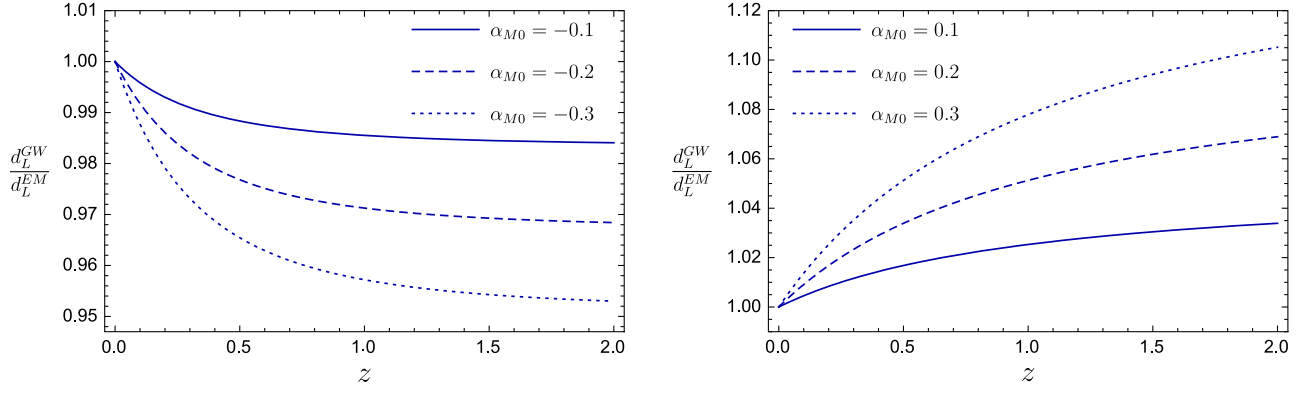 1.01
1.00
0.99
0.98
0.97
0.96
0.95
d_L^{GW}
d_L^{EM}
α_{M0} = −0.1
α_{M0} = −0.2
α_{M0} = −0.3
0.0 0.5 1.0 1.5 2.0
z
1.12
1.10
1.08
1.06
1.04
1.02
1.00
d_L^{GW}
d_L^{EM}
α_{M0} = 0.1
α_{M0} = 0.2
α_{M0} = 0.3
0.0 0.5 1.0 1.5 2.0
z